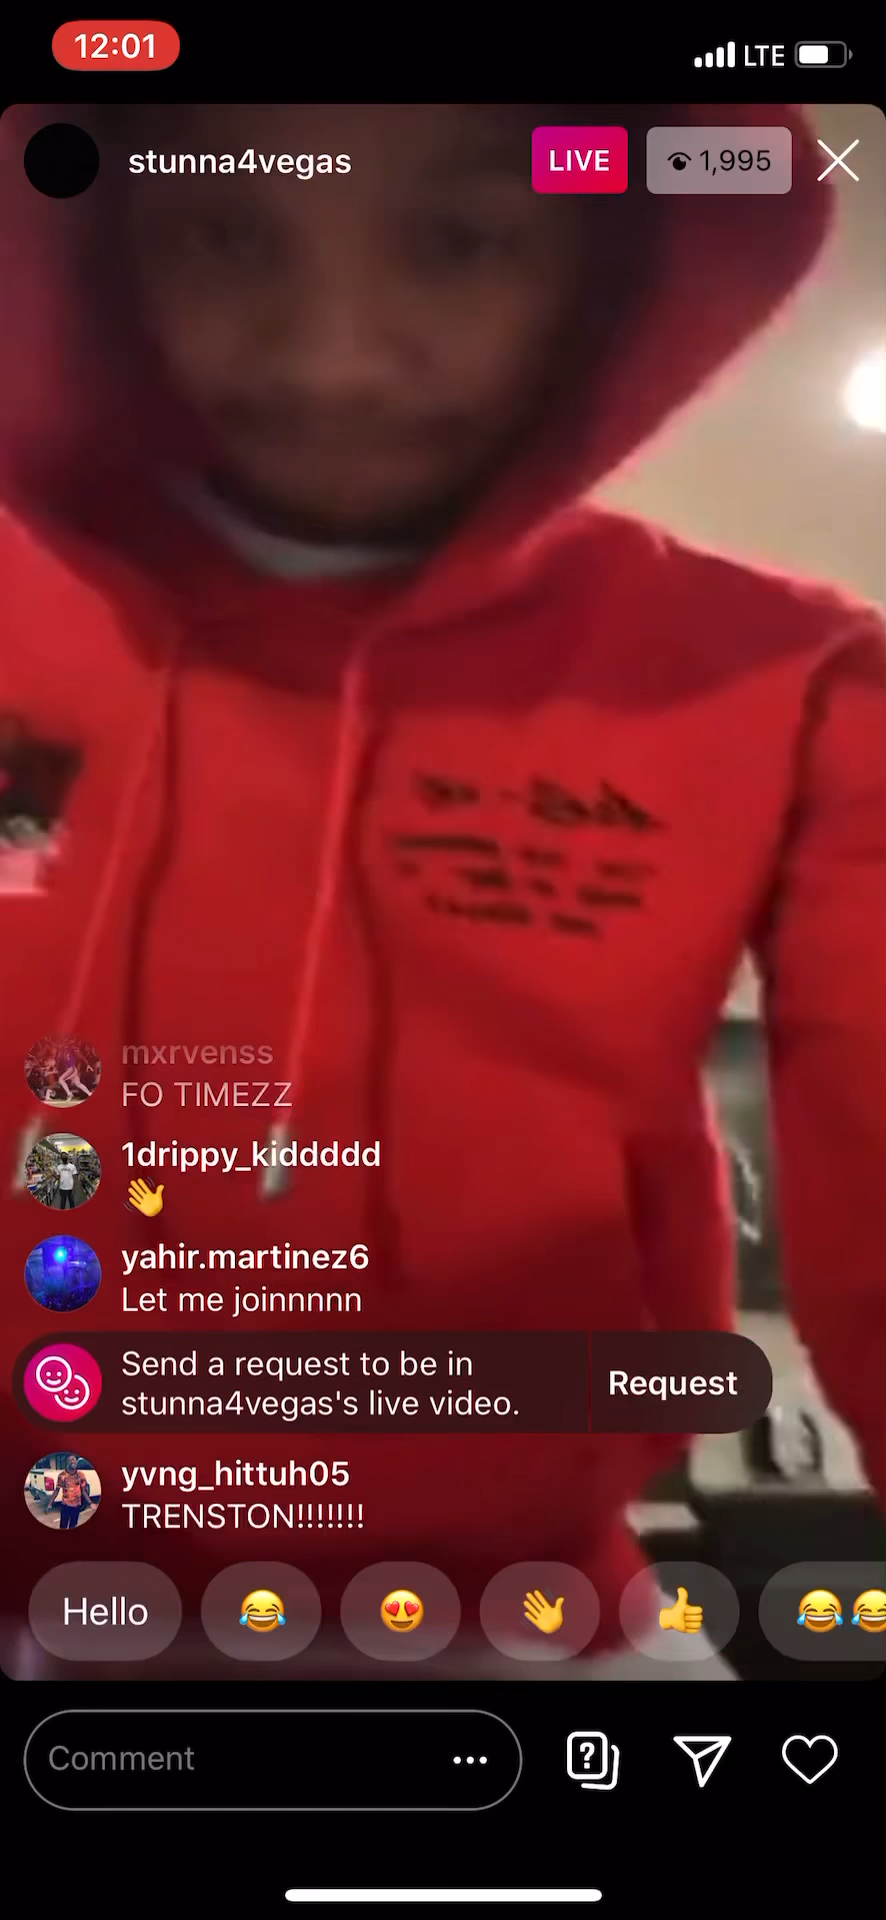 12:01
LTE
stunna4vegas
LIVE
1,995
mxrvenss
FO TIMEZZ
1drippy_kiddddd
👋
yahir.martinez6
Let me joinnnnn
Send a request to be in
stunna4vegas's live video.
Request
yvng_hittuh05
TRENSTON!!!!!!!
Hello
😂
😍
👋
👍
😂😂
Comment